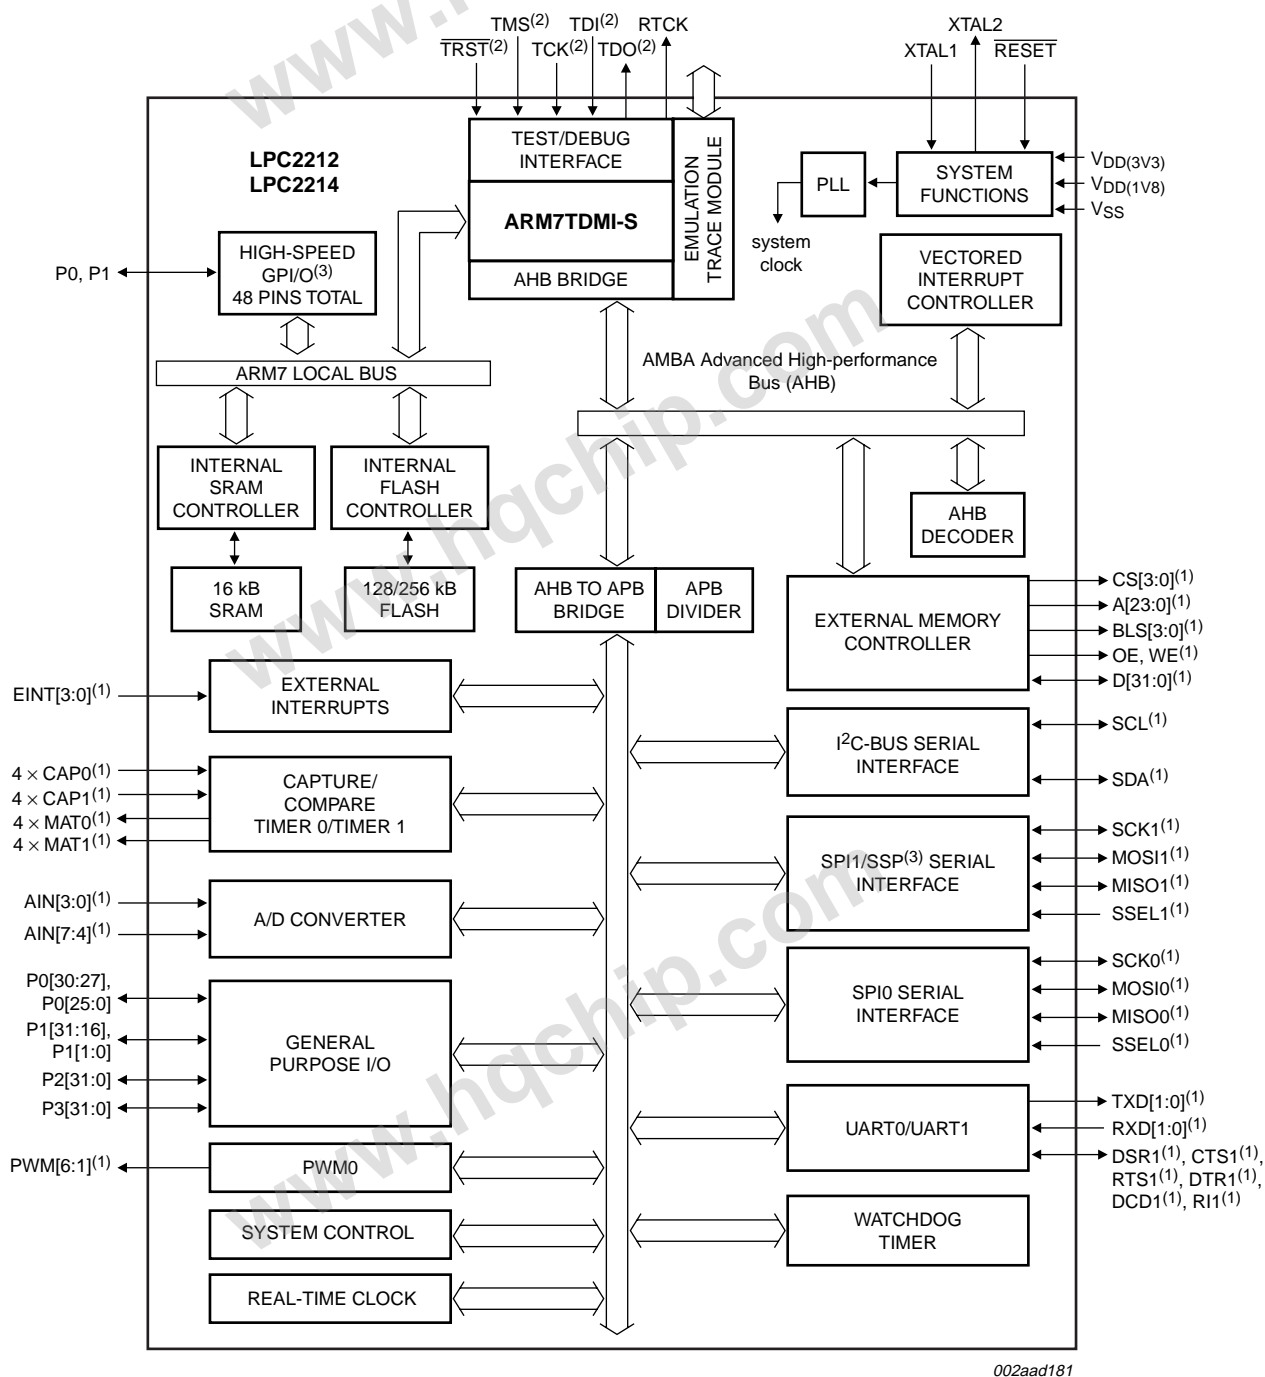 TMS(2) TDI(2) RTCK
TRST(2) TCK(2) TDO(2)
XTAL2
XTAL1 RESET
LPC2212
LPC2214
TEST/DEBUG
INTERFACE
ARM7TDMI-S
AHB BRIDGE
EMULATION
TRACE MODULE
PLL
system
clock
SYSTEM
FUNCTIONS
VDD(3V3)
VDD(1V8)
VSS
P0, P1
HIGH-SPEED
GPI/O(3)
48 PINS TOTAL
VECTORED
INTERRUPT
CONTROLLER
ARM7 LOCAL BUS
AMBA Advanced High-performance
Bus (AHB)
INTERNAL
SRAM
CONTROLLER
INTERNAL
FLASH
CONTROLLER
AHB
DECODER
16 kB
SRAM
128/256 kB
FLASH
AHB TO APB
BRIDGE
APB
DIVIDER
EXTERNAL MEMORY
CONTROLLER
CS[3:0](1)
A[23:0](1)
BLS[3:0](1)
OE, WE(1)
D[31:0](1)
EINT[3:0](1)
EXTERNAL
INTERRUPTS
I2C-BUS SERIAL
INTERFACE
SCL(1)
SDA(1)
4 × CAP0(1)
4 × CAP1(1)
4 × MAT0(1)
4 × MAT1(1)
CAPTURE/
COMPARE
TIMER 0/TIMER 1
SPI1/SSP(3) SERIAL
INTERFACE
SCK1(1)
MOSI1(1)
MISO1(1)
SSEL1(1)
AIN[3:0](1)
AIN[7:4](1)
A/D CONVERTER
SPI0 SERIAL
INTERFACE
SCK0(1)
MOSI0(1)
MISO0(1)
SSEL0(1)
P0[30:27],
P0[25:0]
P1[31:16],
P1[1:0]
P2[31:0]
P3[31:0]
GENERAL
PURPOSE I/O
UART0/UART1
TXD[1:0](1)
RXD[1:0](1)
DSR1(1), CTS1(1),
RTS1(1), DTR1(1),
DCD1(1), RI1(1)
PWM[6:1](1)
PWM0
SYSTEM CONTROL
WATCHDOG
TIMER
REAL-TIME CLOCK
002aad181
www.hqchip.com
www.hqchip.com
www.hqchip.com